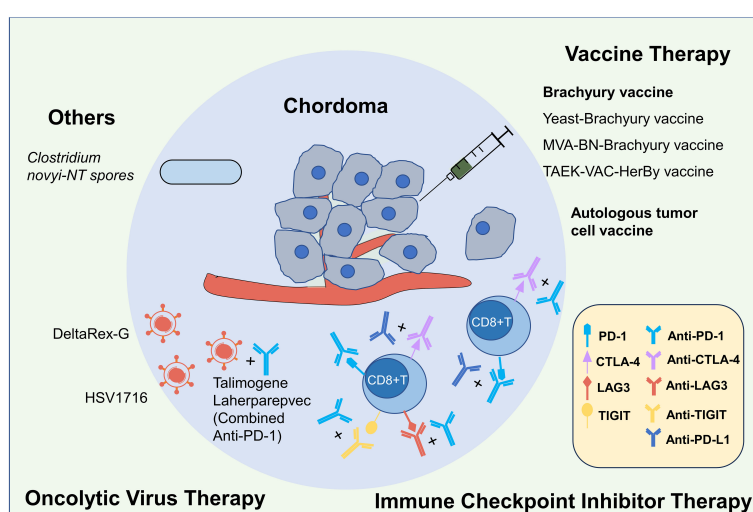 Vaccine Therapy
Brachyury vaccine
Yeast-Brachyury vaccine
MVA-BN-Brachyury vaccine
TAEK-VAC-HerBy vaccine
Autologous tumor
cell vaccine
Others
Clostridium
novyi-NT spores
Chordoma
DeltaRex-G
HSV1716
+
Talimogene
Laherparepvec
(Combined
Anti-PD-1)
CD8+T
CD8+T
+
+
+
+
+
PD-1
CTLA-4
LAG3
TIGIT
Anti-PD-1
Anti-CTLA-4
Anti-LAG3
Anti-TIGIT
Anti-PD-L1
Oncolytic Virus Therapy
Immune Checkpoint Inhibitor Therapy